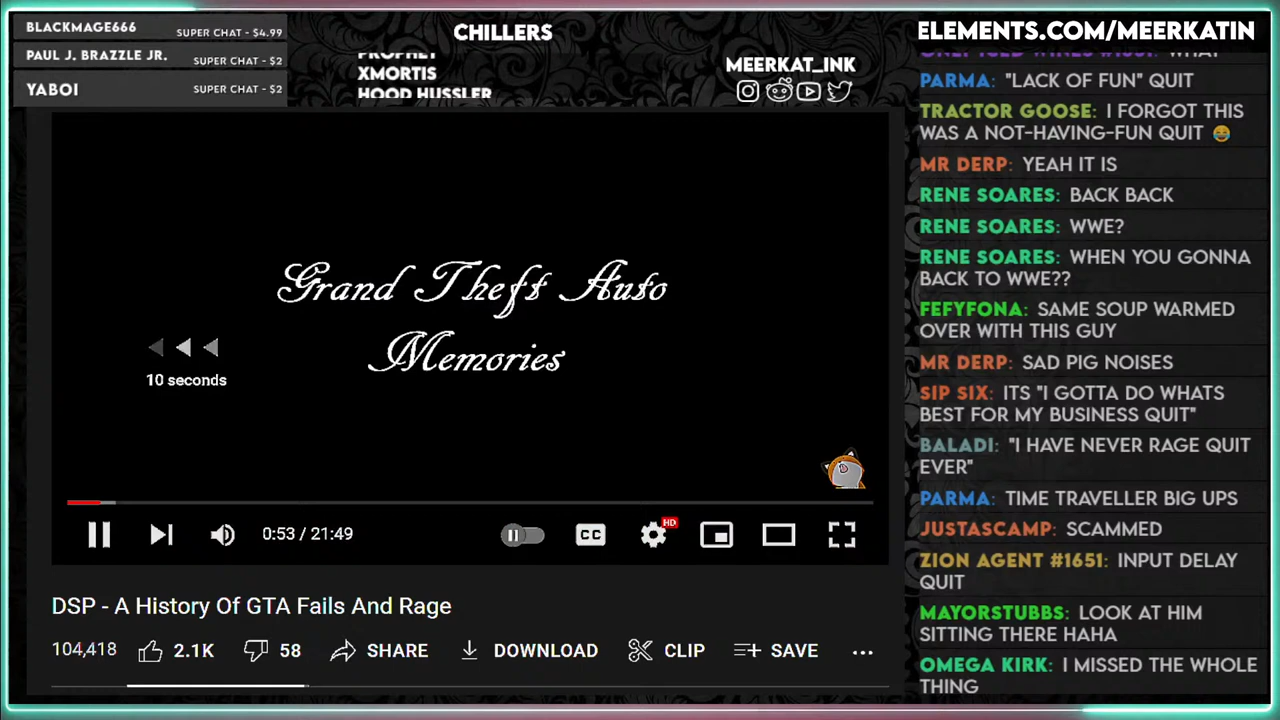 BLACKMAGE666
SUPER CHAT - $4.99
PAUL J. BRAZZLE JR.
SUPER CHAT - $2
YABOI
SUPER CHAT - $2
CHILLERS
PROPHET
XMORTIS
HOOD HUSSLER
MEERKAT_INK
ELEMENTS.COM/MEERKATIN
Grand Theft Auto
Memories
10 seconds
0:53 / 21:49
CC
HD
DSP - A History Of GTA Fails And Rage
104,418
2.1K
58
SHARE
DOWNLOAD
CLIP
SAVE
PARMA: "LACK OF FUN" QUIT
TRACTOR GOOSE: I FORGOT THIS
WAS A NOT-HAVING-FUN QUIT 😂
MR DERP: YEAH IT IS
RENE SOARES: BACK BACK
RENE SOARES: WWE?
RENE SOARES: WHEN YOU GONNA
BACK TO WWE??
FEFYFONA: SAME SOUP WARMED
OVER WITH THIS GUY
MR DERP: SAD PIG NOISES
SIP SIX: ITS "I GOTTA DO WHATS
BEST FOR MY BUSINESS QUIT"
BALADI: "I HAVE NEVER RAGE QUIT
EVER"
PARMA: TIME TRAVELLER BIG UPS
JUSTASCAMP: SCAMMED
ZION AGENT #1651: INPUT DELAY
QUIT
MAYORSTUBBS: LOOK AT HIM
SITTING THERE HAHA
OMEGA KIRK: I MISSED THE WHOLE
THING